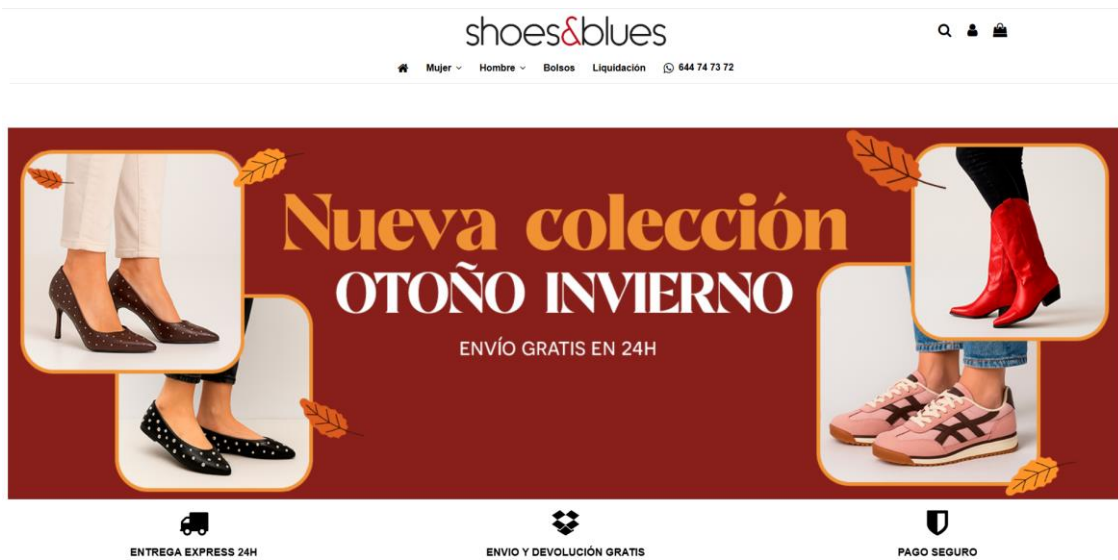 shoes&blues
Mujer Hombre Bolsos Liquidación 644 74 73 72
Nueva colección
OTOÑO INVIERNO
ENVÍO GRATIS EN 24H
ENTREGA EXPRESS 24H
ENVIO Y DEVOLUCIÓN GRATIS
PAGO SEGURO